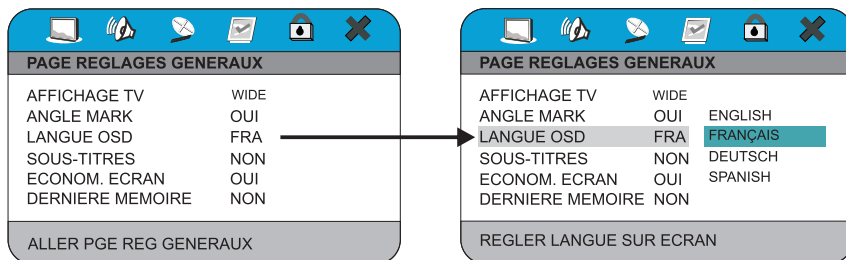 PAGE REGLAGES GENERAUX
AFFICHAGE TV WIDE
ANGLE MARK OUI
LANGUE OSD FRA
SOUS-TITRES NON
ECONOM. ECRAN OUI
DERNIERE MEMOIRE NON
ALLER PGE REG GENERAUX
PAGE REGLAGES GENERAUX
AFFICHAGE TV WIDE
ANGLE MARK OUI ENGLISH
LANGUE OSD FRA FRANÇAIS
SOUS-TITRES NON DEUTSCH
ECONOM. ECRAN OUI SPANISH
DERNIERE MEMOIRE NON
REGLER LANGUE SUR ECRAN